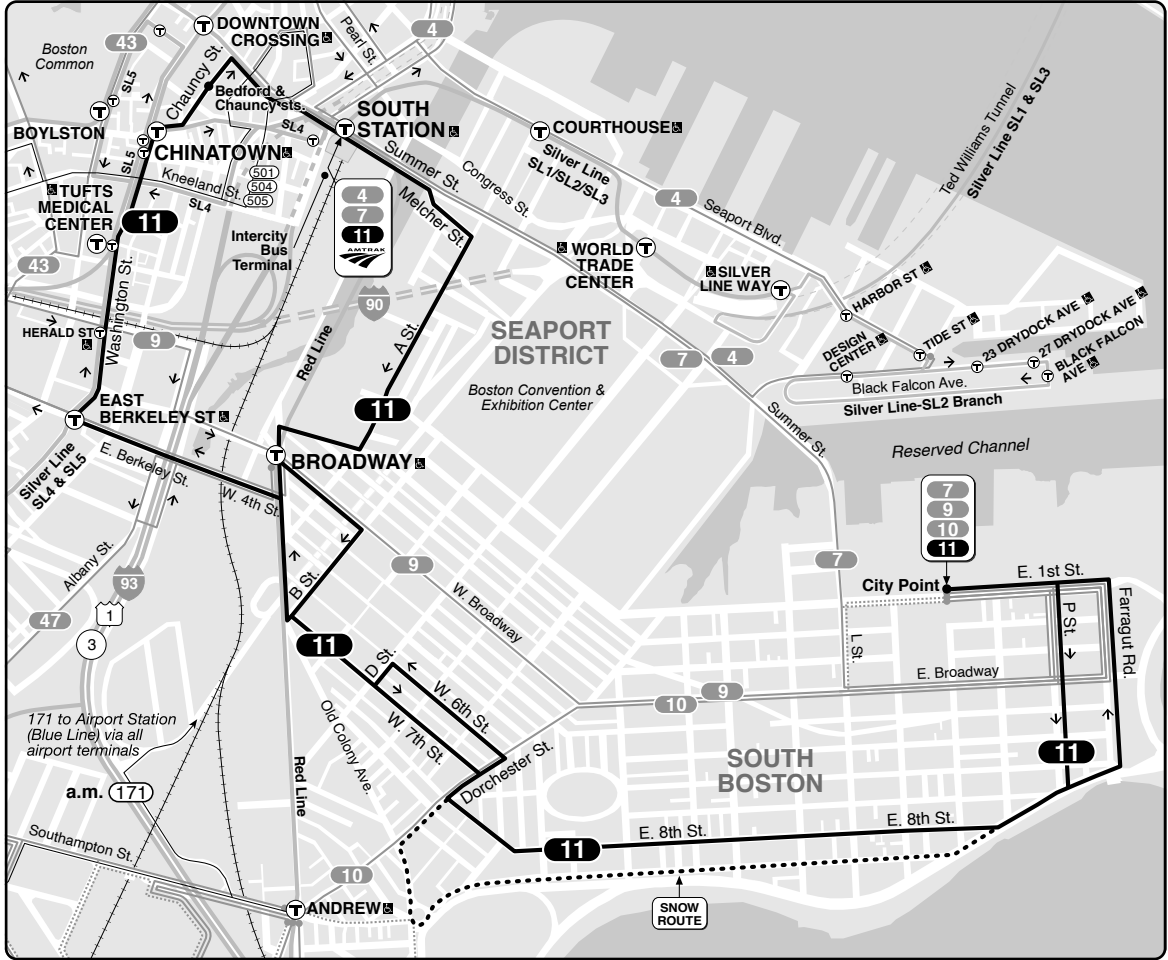 43
DOWNTOWN
CROSSING
Pearl St.
4
Boston
Common
SL5
Chauncy St.
Bedford &
Chauncy sts.
SOUTH
STATION
COURTHOUSE
BOYLSTON
SL5
CHINATOWN
SL4
Summer St.
Congress St.
Silver Line
SL1/SL2/SL3
Ted Williams Tunnel
Silver Line SL1 & SL3
TUFTS
MEDICAL
CENTER
Kneeland St.
SL4
501
504
505
4
7
11
AMTRAK
Melcher St.
4
Seaport Blvd.
11
Intercity
Bus
Terminal
WORLD
TRADE
CENTER
SILVER
LINE WAY
HARBOR ST
43
Washington St.
90
HERALD ST
9
Red Line
A St.
SEAPORT
DISTRICT
7
4
DESIGN
CENTER
TIDE ST
23 DRYDOCK AVE
27 DRYDOCK AVE
BLACK FALCON
AVE
Black Falcon Ave.
Silver Line-SL2 Branch
Boston Convention &
Exhibition Center
EAST
BERKELEY ST
11
Summer St.
Reserved Channel
Silver Line
SL4 & SL5
E. Berkeley St.
BROADWAY
W. 4th St.
7
9
10
11
Albany St.
93
1
3
47
B St.
9
W. Broadway
7
City Point
E. 1st St.
P St.
Farragut Rd.
L St.
11
D St.
W. 6th St.
W. 7th St.
E. Broadway
10
9
Old Colony Ave.
171 to Airport Station
(Blue Line) via all
airport terminals
a.m.
171
Red Line
Dorchester St.
SOUTH
BOSTON
11
Southampton St.
11
E. 8th St.
E. 8th St.
10
ANDREW
SNOW
ROUTE